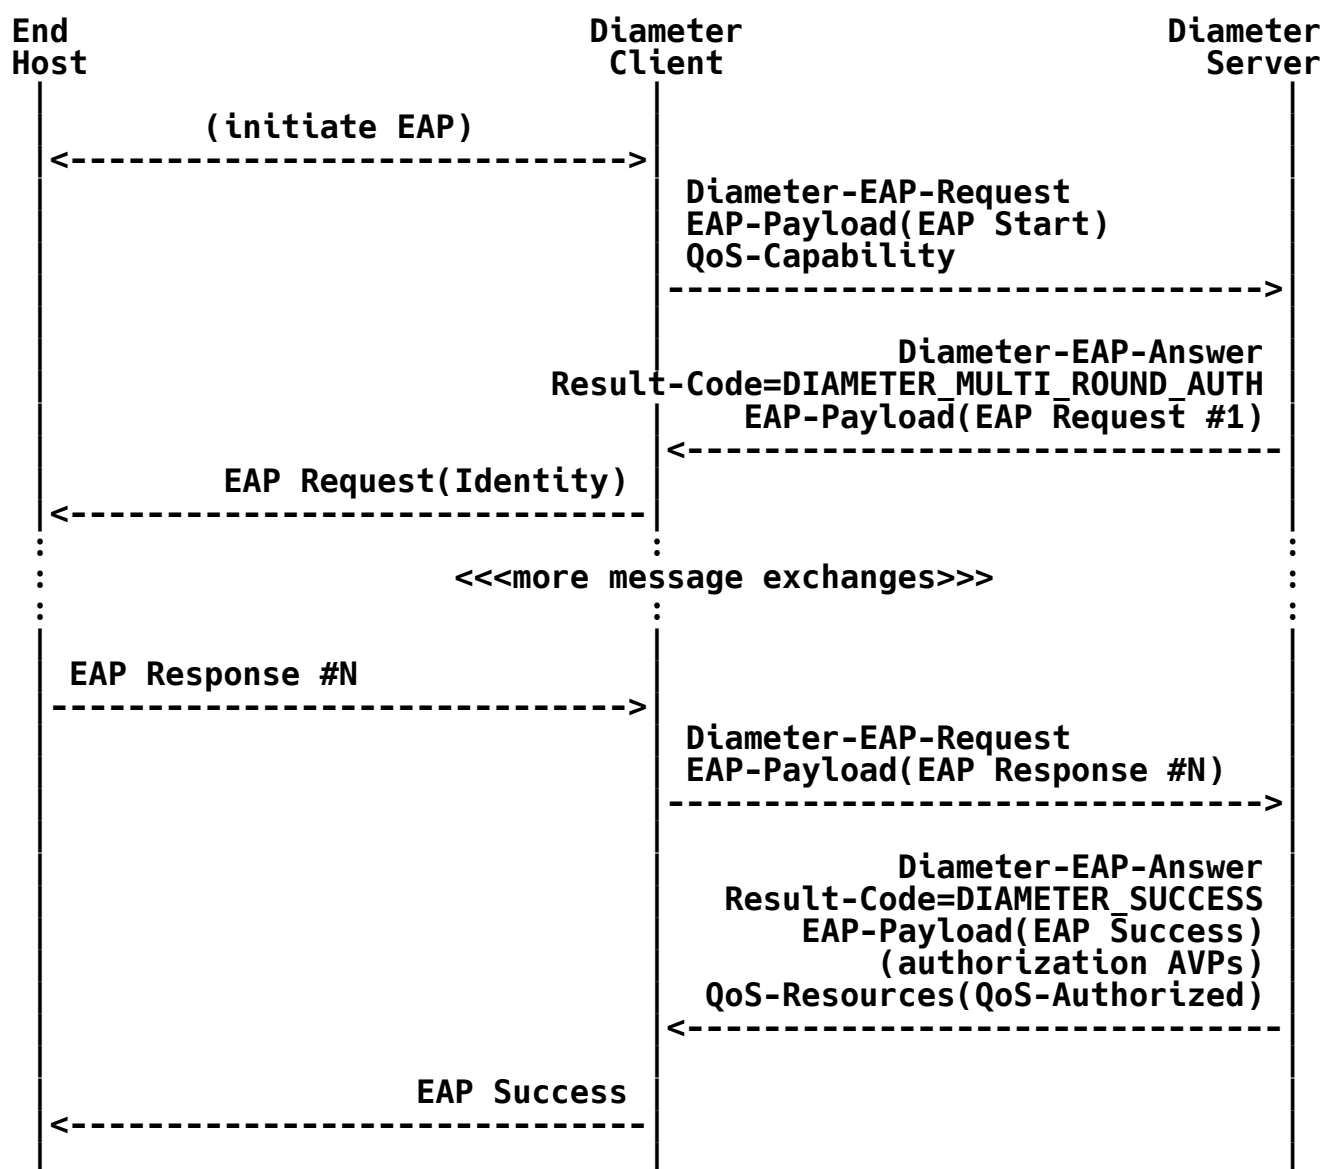 End Diameter Diameter
Host Client Server
(initiate EAP)
<------------------------------>
Diameter-EAP-Request
EAP-Payload(EAP Start)
QoS-Capability
------------------------------->
Diameter-EAP-Answer
Result-Code=DIAMETER_MULTI_ROUND_AUTH
EAP-Payload(EAP Request #1)
<-------------------------------
EAP Request(Identity)
<------------------------------
: : :
: <<<more message exchanges>>> :
: : :
EAP Response #N
------------------------------>
Diameter-EAP-Request
EAP-Payload(EAP Response #N)
------------------------------->
Diameter-EAP-Answer
Result-Code=DIAMETER_SUCCESS
EAP-Payload(EAP Success)
(authorization AVPs)
QoS-Resources(QoS-Authorized)
<-------------------------------
EAP Success
<------------------------------